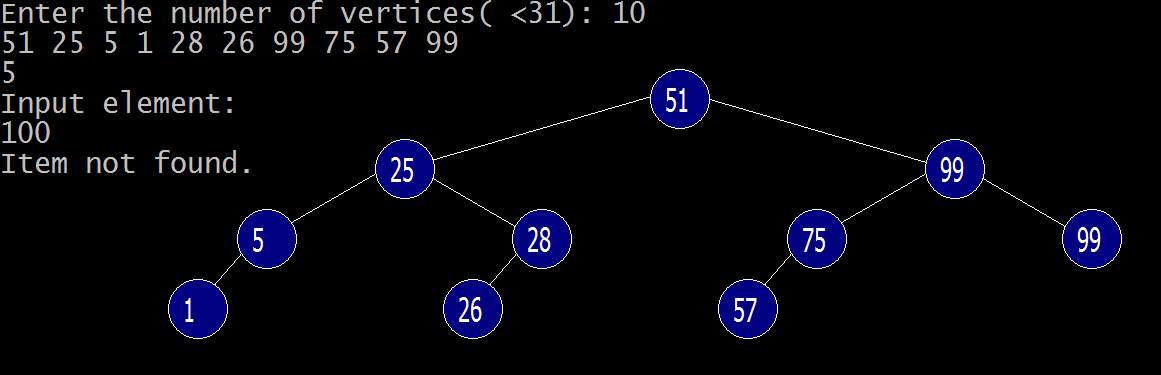 Enter the number of vertices( <31): 10
51 25 5 1 28 26 99 75 57 99
5
Input element:
100
Item not found.
51
25 99
5 28 75 99
1 26 57